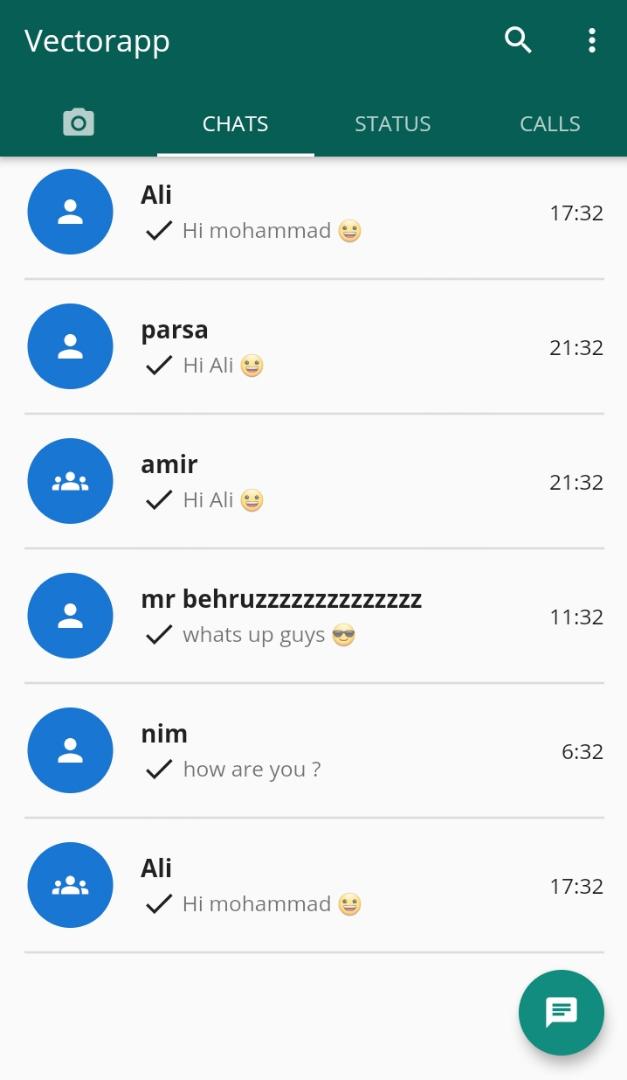 Vectorapp
CHATS STATUS CALLS
Ali
Hi mohammad 😀 17:32
parsa
Hi Ali 😀 21:32
amir
Hi Ali 😀 21:32
mr behruzzzzzzzzzzzzzz
whats up guys 😎 11:32
nim
how are you ? 6:32
Ali
Hi mohammad 😀 17:32